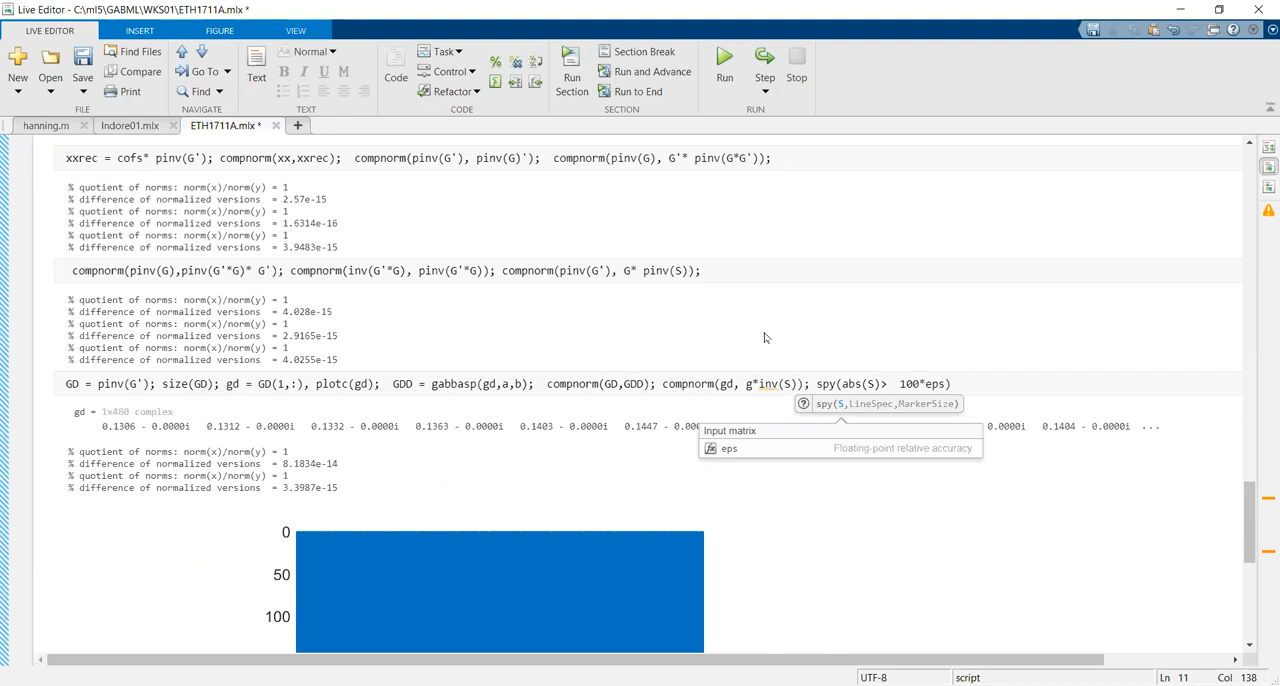 Live Editor - C:\ml5\GABML\WKS01\ETH1711A.mlx *
LIVE EDITOR INSERT FIGURE VIEW
New Open Save Find Files Compare Print
FILE
Go To Find
NAVIGATE
Text Aa Normal B I U M
TEXT
Code Task Control Refactor
CODE
Run Section Section Break Run and Advance Run to End
SECTION
Run Step Stop
RUN
hanning.m Indore01.mlx ETH1711A.mlx *
xxrec = cofs* pinv(G'); compnorm(xx,xxrec); compnorm(pinv(G'), pinv(G)'); compnorm(pinv(G), G'* pinv(G*G'));
% quotient of norms: norm(x)/norm(y) = 1
% difference of normalized versions = 2.57e-15
% quotient of norms: norm(x)/norm(y) = 1
% difference of normalized versions = 1.6314e-16
% quotient of norms: norm(x)/norm(y) = 1
% difference of normalized versions = 3.9483e-15
compnorm(pinv(G),pinv(G'*G)* G'); compnorm(inv(G'*G), pinv(G'*G)); compnorm(pinv(G'), G* pinv(S));
% quotient of norms: norm(x)/norm(y) = 1
% difference of normalized versions = 4.028e-15
% quotient of norms: norm(x)/norm(y) = 1
% difference of normalized versions = 2.9165e-15
% quotient of norms: norm(x)/norm(y) = 1
% difference of normalized versions = 4.0255e-15
GD = pinv(G'); size(GD); gd = GD(1,:), plotc(gd); GDD = gabbasp(gd,a,b); compnorm(GD,GDD); compnorm(gd, g*inv(S)); spy(abs(S)> 100*eps)
spy(S,LineSpec,MarkerSize)
gd = 1×480 complex
0.1306 - 0.0000i 0.1312 - 0.0000i 0.1332 - 0.0000i 0.1363 - 0.0000i 0.1403 - 0.0000i 0.1447 - 0.0000i 0.1404 - 0.0000i ...
Input matrix
eps Floating-point relative accuracy
% quotient of norms: norm(x)/norm(y) = 1
% difference of normalized versions = 8.1834e-14
% quotient of norms: norm(x)/norm(y) = 1
% difference of normalized versions = 3.3987e-15
0
50
100
UTF-8 script Ln 11 Col 138